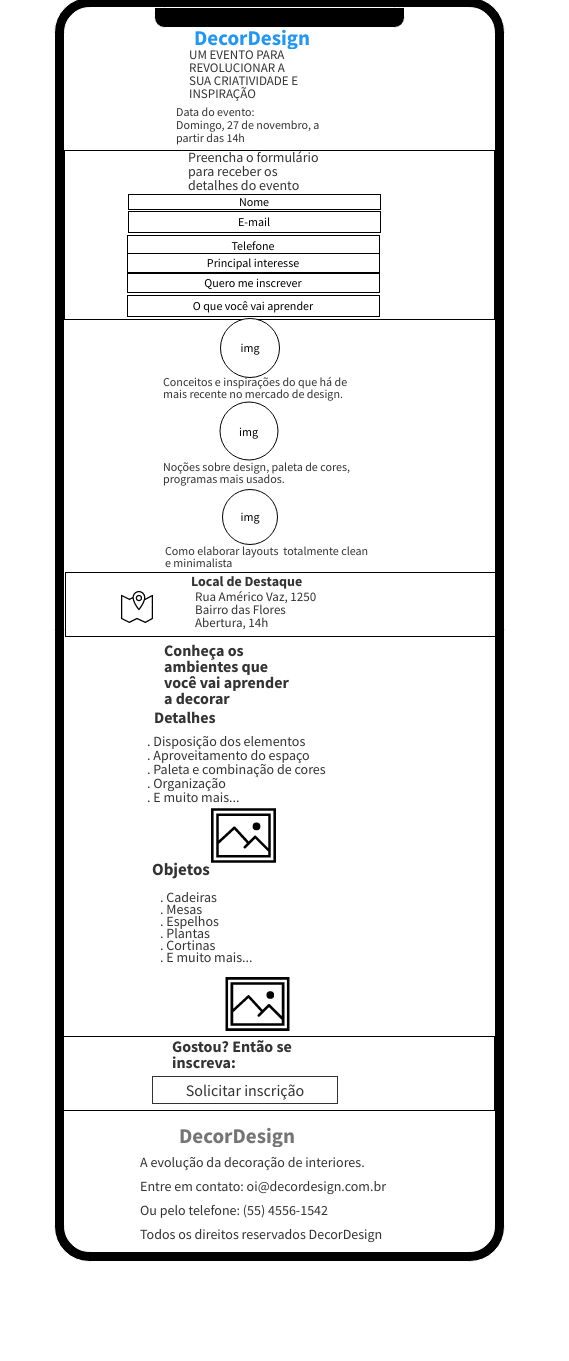 DecorDesign
UM EVENTO PARA
REVOLUCIONAR A
SUA CRIATIVIDADE E
INSPIRAÇÃO
Data do evento:
Domingo, 27 de novembro, a
partir das 14h
Preencha o formulário
para receber os
detalhes do evento
Nome
E-mail
Telefone
Principal interesse
Quero me inscrever
O que você vai aprender
img
Conceitos e inspirações do que há de
mais recente no mercado de design.
img
Noções sobre design, paleta de cores,
programas mais usados.
img
Como elaborar layouts totalmente clean
e minimalista
Local de Destaque
Rua Américo Vaz, 1250
Bairro das Flores
Abertura, 14h
Conheça os
ambientes que
você vai aprender
a decorar
Detalhes
. Disposição dos elementos
. Aproveitamento do espaço
. Paleta e combinação de cores
. Organização
. E muito mais...
Objetos
. Cadeiras
. Mesas
. Espelhos
. Plantas
. Cortinas
. E muito mais...
Gostou? Então se
inscreva:
Solicitar inscrição
DecorDesign
A evolução da decoração de interiores.
Entre em contato: oi@decordesign.com.br
Ou pelo telefone: (55) 4556-1542
Todos os direitos reservados DecorDesign